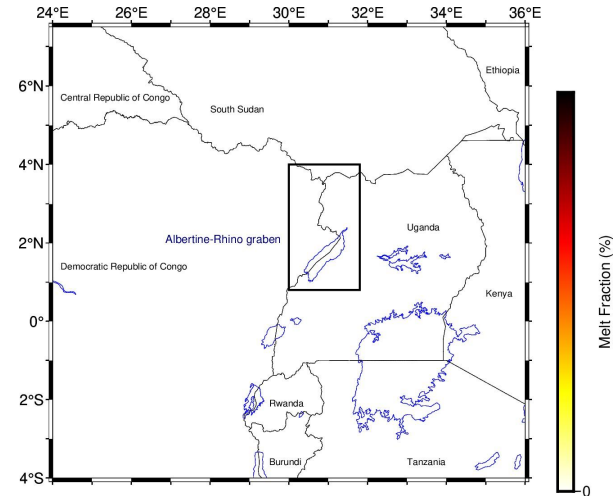 24°E 26°E 28°E 30°E 32°E 34°E 36°E
Ethiopia
6°N
Central Republic of Congo
South Sudan
4°N
Uganda
Albertine-Rhino graben
2°N
Democratic Republic of Congo
Kenya
0°
2°S
Rwanda
Burundi
Tanzania
4°S
Melt Fraction (%)
0